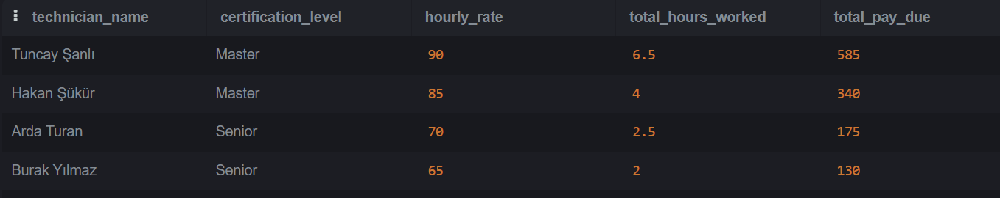 technician_name certification_level hourly_rate total_hours_worked total_pay_due
Tuncay Şanlı Master 90 6.5 585
Hakan Şükür Master 85 4 340
Arda Turan Senior 70 2.5 175
Burak Yılmaz Senior 65 2 130